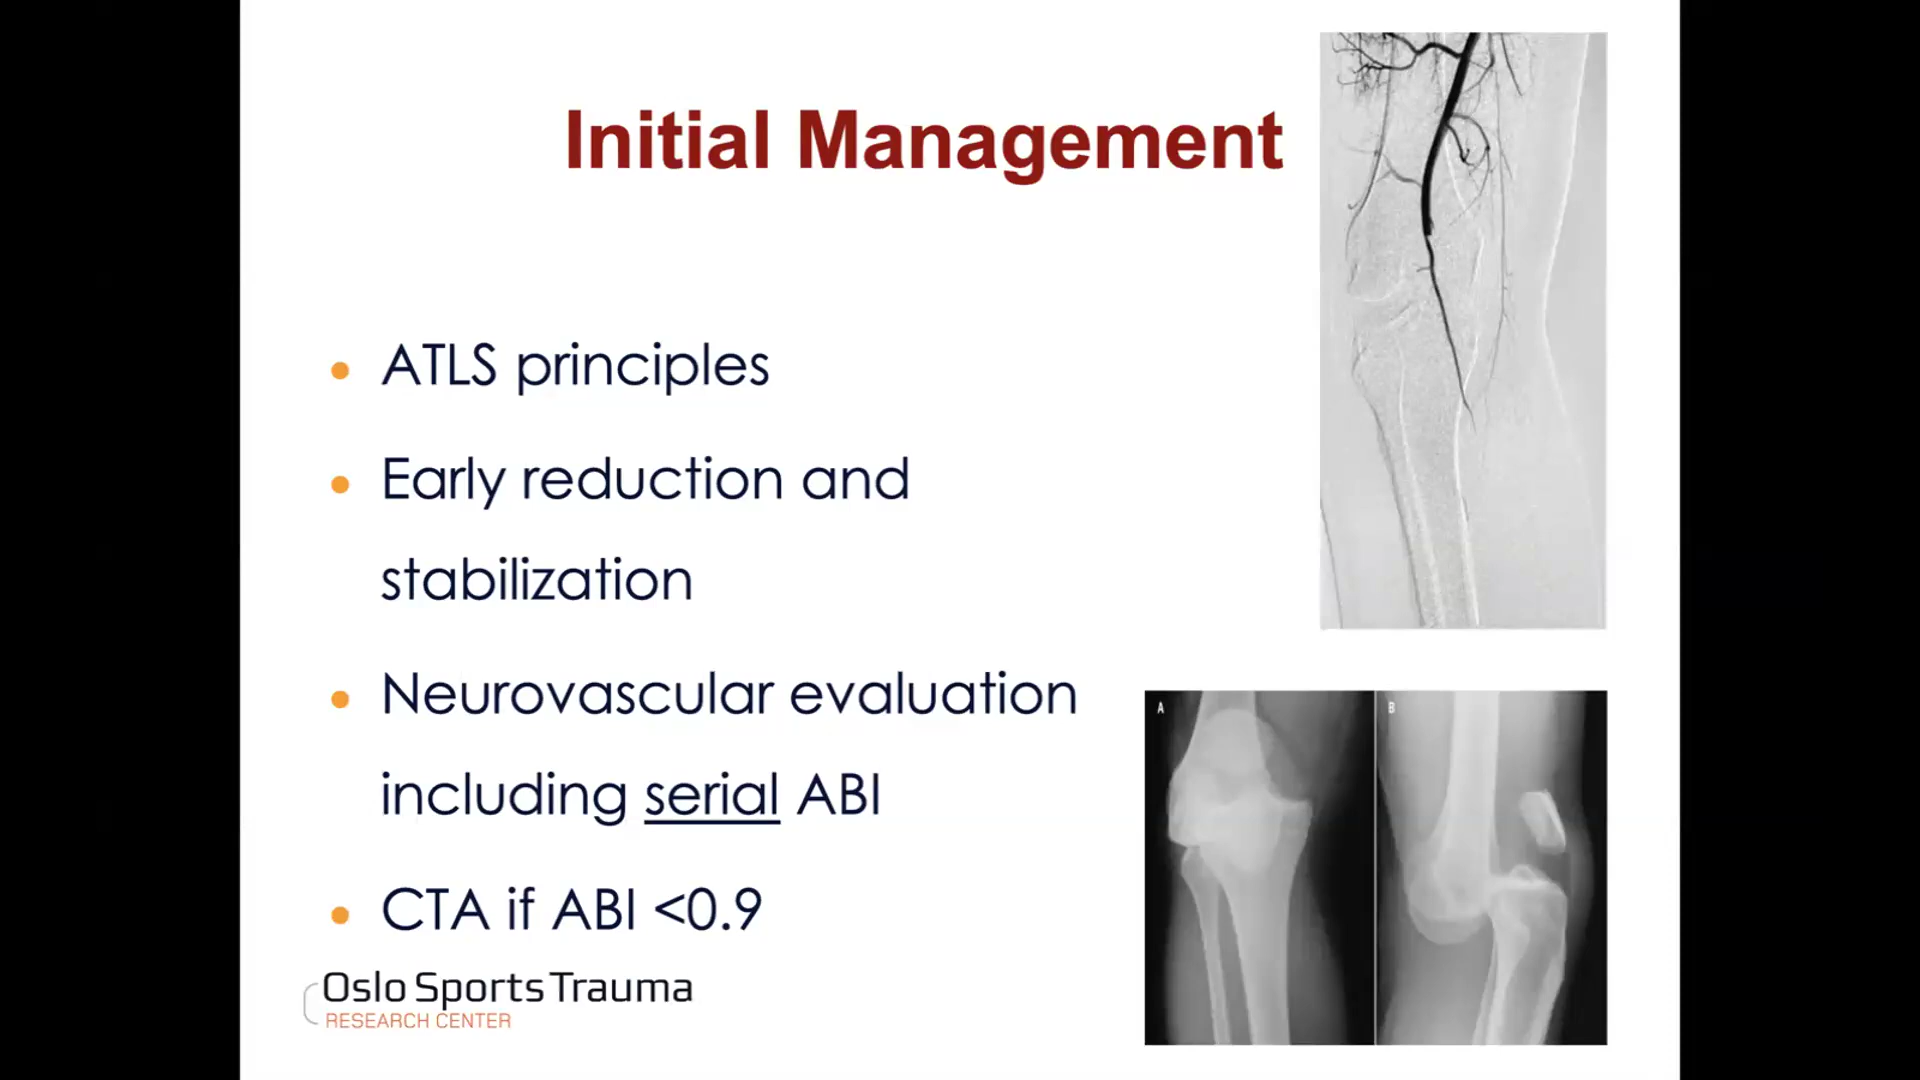 Initial Management
ATLS principles
Early reduction and
stabilization
Neurovascular evaluation
including serial ABI
CTA if ABI <0.9
Oslo Sports Trauma
RESEARCH CENTER
A
B